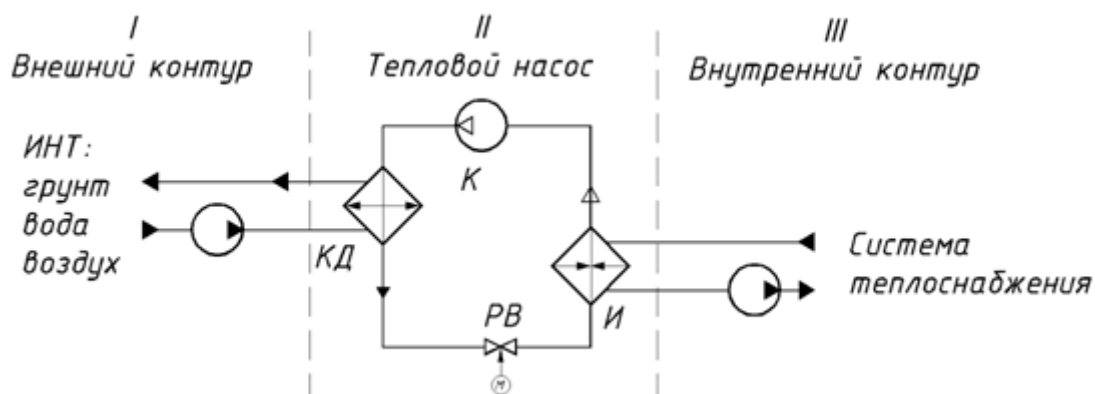 I
Внешний контур
II
Тепловой насос
III
Внутренний контур
ИНТ:
грунт
вода
воздух
К
КД
РВ
И
М
Система
теплоснабжения